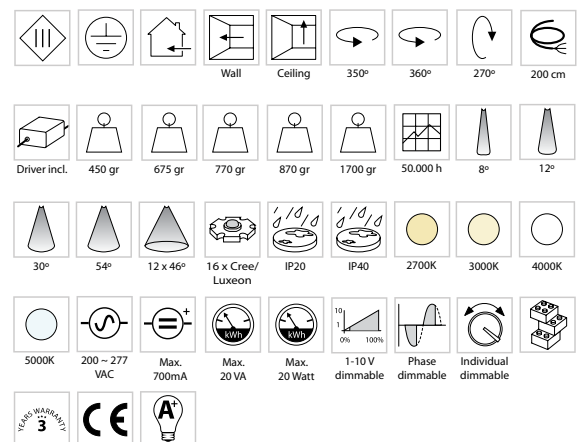 III
Wall
Ceiling
350º
360º
270º
200 cm
Driver incl.
450 gr
675 gr
770 gr
870 gr
1700 gr
50.000 h
8º
12º
30º
54º
12 x 46º
16 x Cree/
Luxeon
IP20
IP40
2700K
3000K
4000K
5000K
200 ~ 277
VAC
+
Max.
700mA
kWh
Max.
20 VA
kWh
Max.
20 Watt
10
1
0%
100%
1-10 V
dimmable
Phase
dimmable
Individual
dimmable
YEARS WARRANTY
3
CE
A+